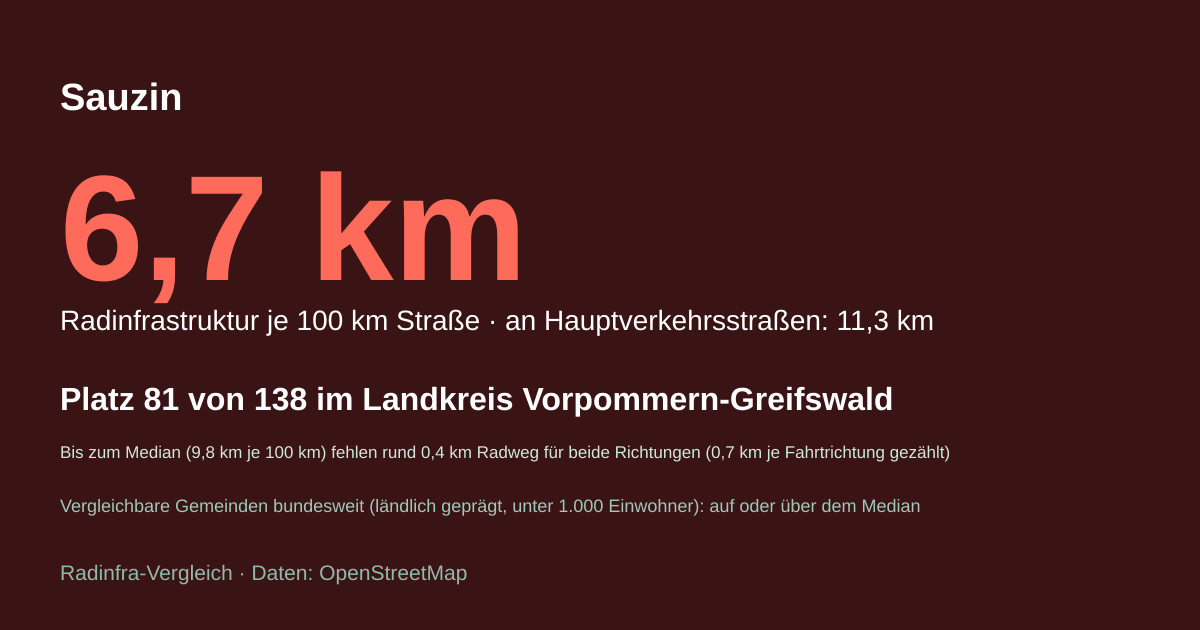 Sauzin
6,7 km
Radinfrastruktur je 100 km Straße · an Hauptverkehrsstraßen: 11,3 km
Platz 81 von 138 im Landkreis Vorpommern-Greifswald
Bis zum Median (9,8 km je 100 km) fehlen rund 0,4 km Radweg für beide Richtungen (0,7 km je Fahrtrichtung gezählt)
Vergleichbare Gemeinden bundesweit (ländlich geprägt, unter 1.000 Einwohner): auf oder über dem Median
Radinfra-Vergleich · Daten: OpenStreetMap